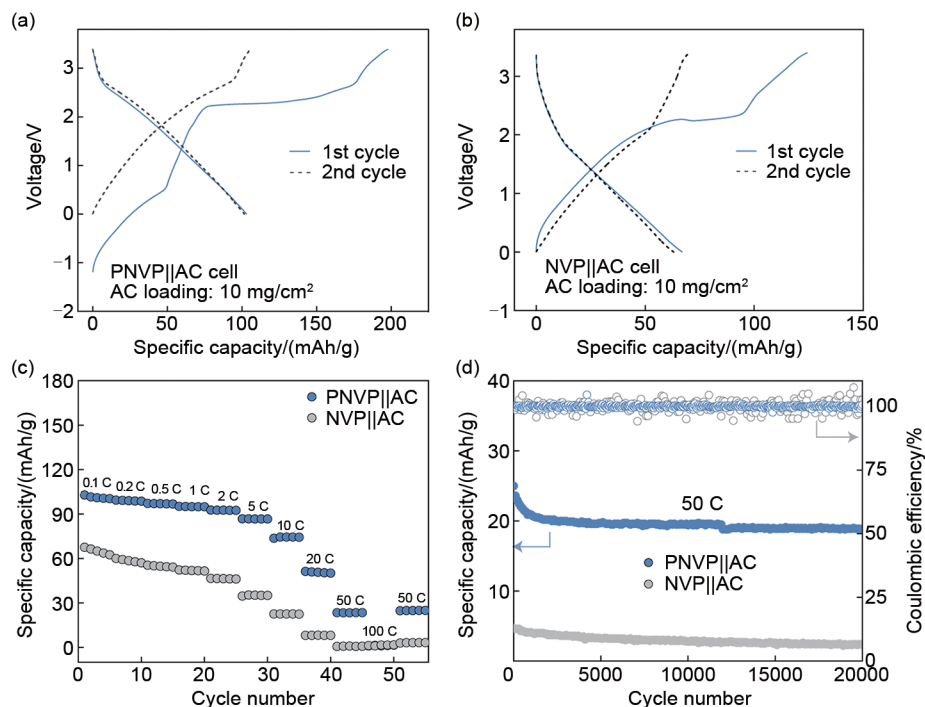 (a)
3
2
1
0
−1
−2
Voltage/V
1st cycle
2nd cycle
PNVP||AC cell
AC loading: 10 mg/cm²
0 50 100 150 200
Specific capacity/(mAh/g)
(b)
3
2
1
0
−1
Voltage/V
1st cycle
2nd cycle
NVP||AC cell
AC loading: 10 mg/cm²
0 50 100 150
Specific capacity/(mAh/g)
(c)
180
150
120
90
60
30
0
Specific capacity/(mAh/g)
PNVP||AC
NVP||AC
0.1 C 0.2 C 0.5 C 1 C 2 C
5 C
10 C
20 C
50 C 50 C
100 C
0 10 20 30 40 50
Cycle number
(d)
40
30
20
10
0
Specific capacity/(mAh/g)
50 C
PNVP||AC
NVP||AC
100
75
50
25
0
Coulombic efficiency/%
0 5000 10000 15000 20000
Cycle number